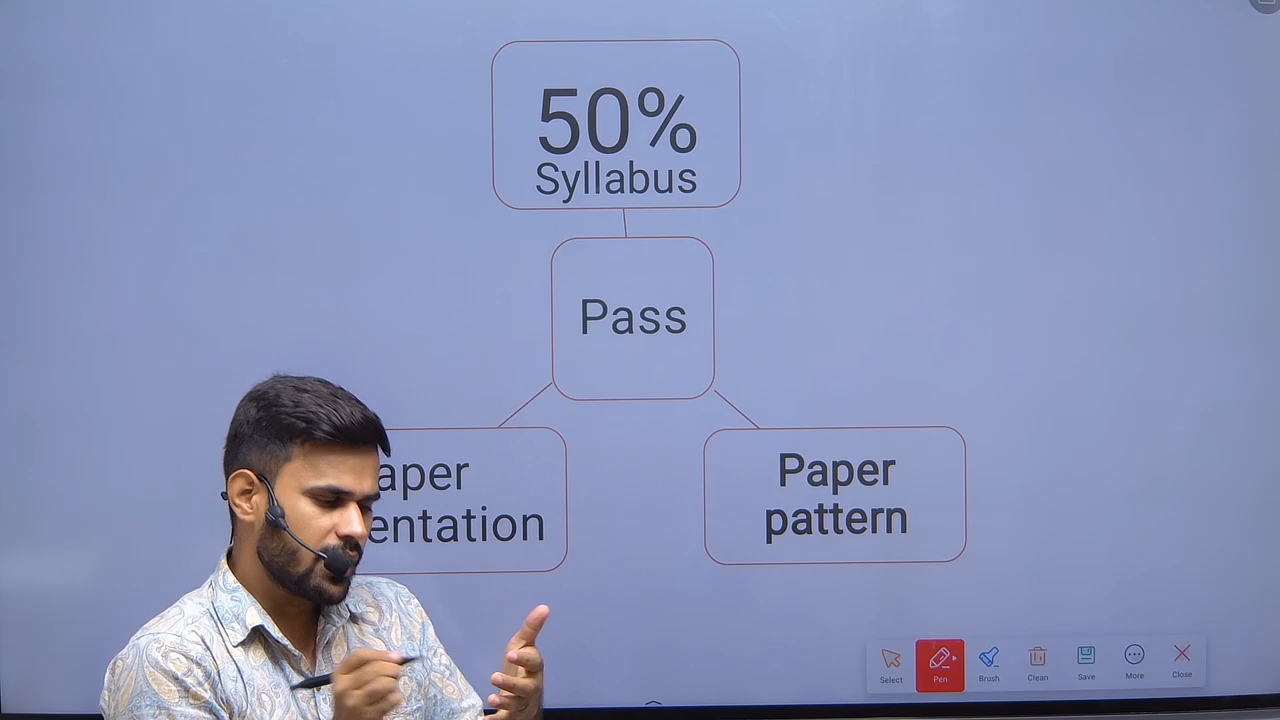 50%
Syllabus
Pass
aper
entation
Paper
pattern
Select
Pen
Brush
Clean
Save
More
Close